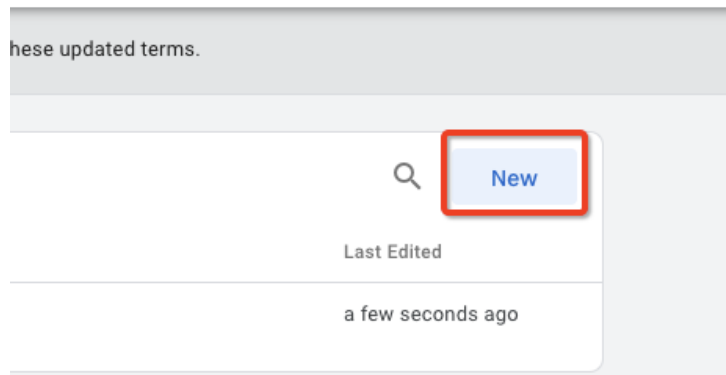 hese updated terms.
New
Last Edited
a few seconds ago